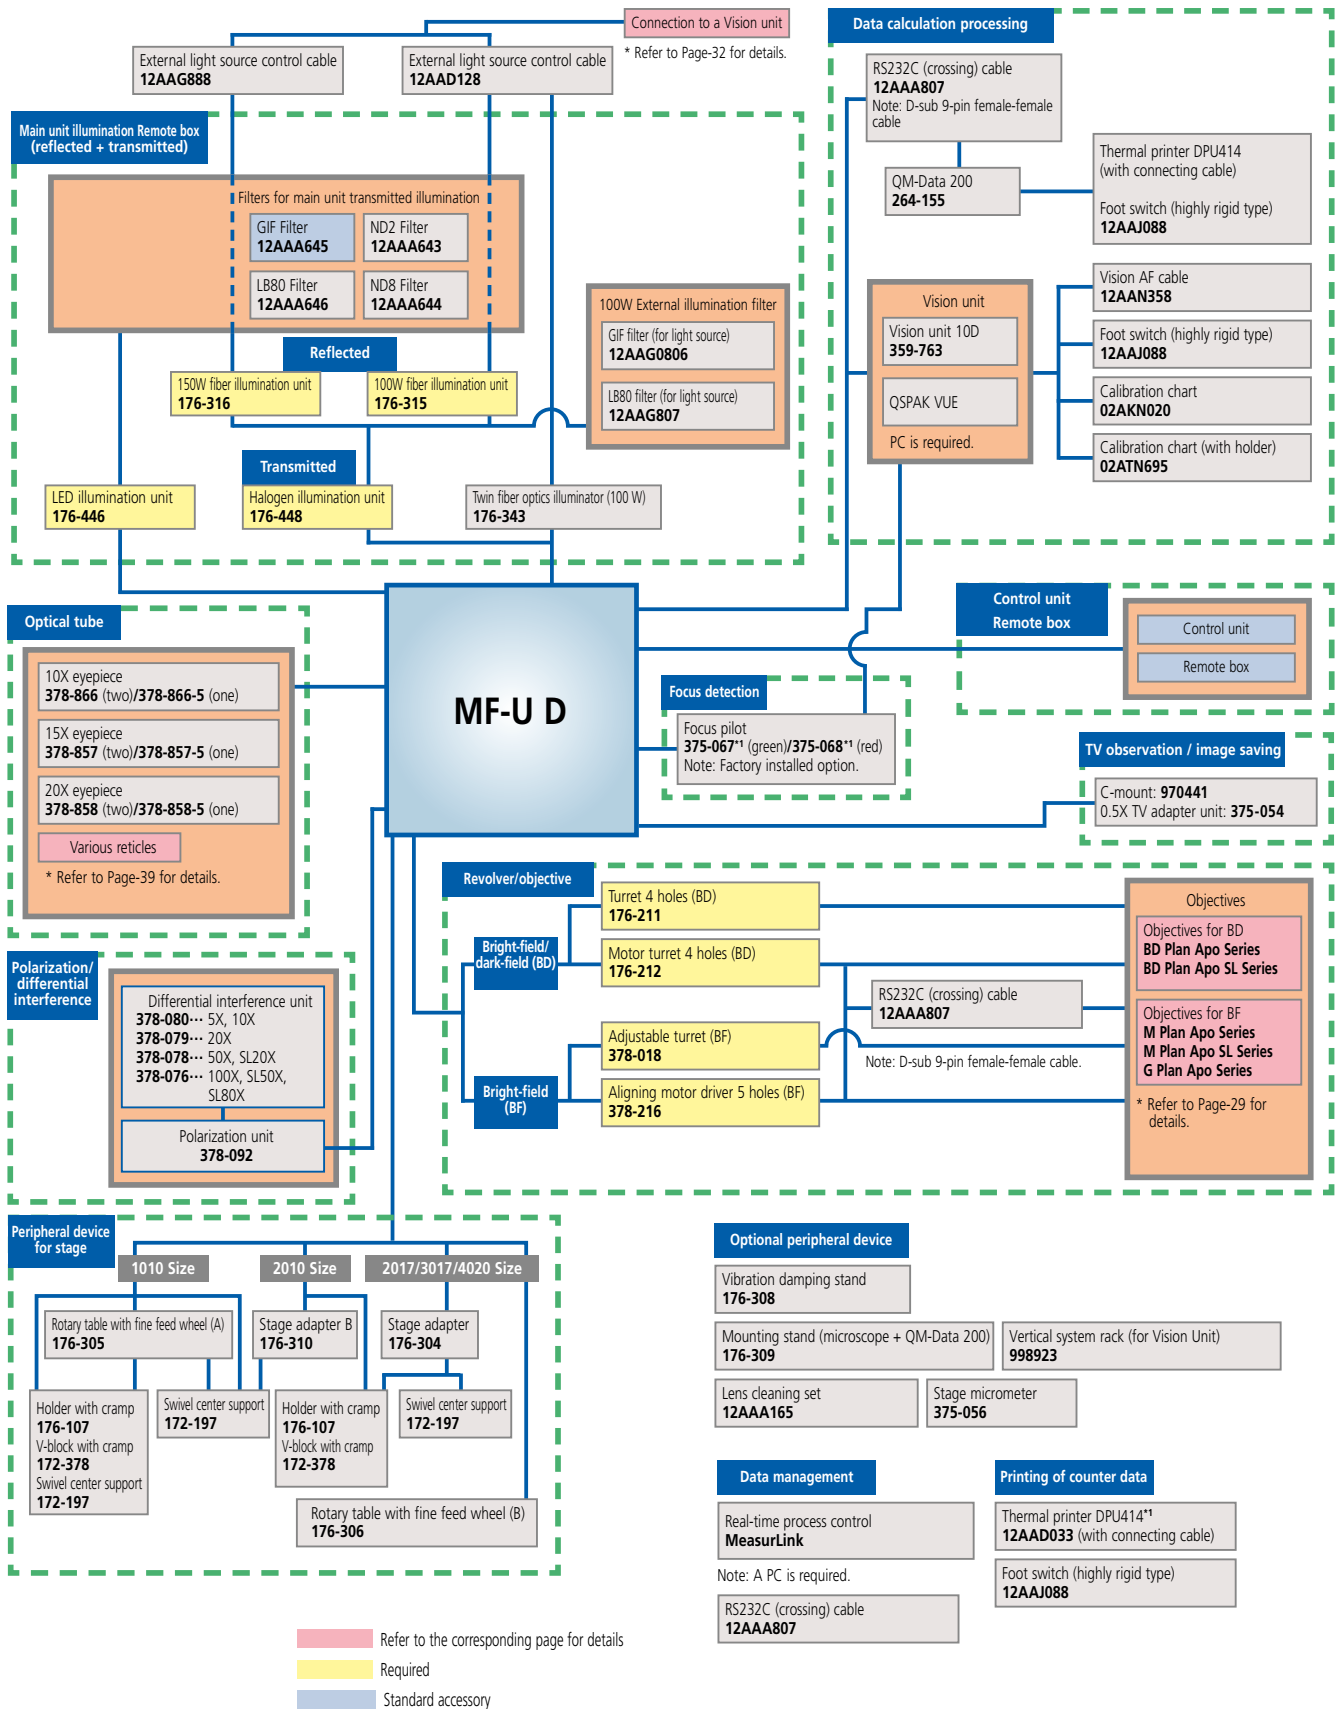 Connection to a Vision unit
* Refer to Page-32 for details.
External light source control cable
12AAG888
External light source control cable
12AAD128
Main unit illumination Remote box
(reflected + transmitted)
Filters for main unit transmitted illumination
GIF Filter
12AAA645
ND2 Filter
12AAA643
LB80 Filter
12AAA646
ND8 Filter
12AAA644
100W External illumination filter
GIF filter (for light source)
12AAG0806
LB80 filter (for light source)
12AAG807
Reflected
150W fiber illumination unit
176-316
100W fiber illumination unit
176-315
Transmitted
LED illumination unit
176-446
Halogen illumination unit
176-448
Twin fiber optics illuminator (100 W)
176-343
Data calculation processing
RS232C (crossing) cable
12AAA807
Note: D-sub 9-pin female-female
cable
QM-Data 200
264-155
Thermal printer DPU414
(with connecting cable)
Foot switch (highly rigid type)
12AAJ088
Vision unit
Vision unit 10D
359-763
QSPAK VUE
PC is required.
Vision AF cable
12AAN358
Foot switch (highly rigid type)
12AAJ088
Calibration chart
02AKN020
Calibration chart (with holder)
02ATN695
MF-U D
Control unit
Remote box
Control unit
Remote box
Optical tube
10X eyepiece
378-866 (two)/378-866-5 (one)
15X eyepiece
378-857 (two)/378-857-5 (one)
20X eyepiece
378-858 (two)/378-858-5 (one)
Various reticles
* Refer to Page-39 for details.
Focus detection
Focus pilot
375-067*1 (green)/375-068*1 (red)
Note: Factory installed option.
TV observation / image saving
C-mount: 970441
0.5X TV adapter unit: 375-054
Revolver/objective
Bright-field/
dark-field (BD)
Turret 4 holes (BD)
176-211
Motor turret 4 holes (BD)
176-212
RS232C (crossing) cable
12AAA807
Note: D-sub 9-pin female-female cable.
Bright-field
(BF)
Adjustable turret (BF)
378-018
Aligning motor driver 5 holes (BF)
378-216
Objectives
Objectives for BD
BD Plan Apo Series
BD Plan Apo SL Series
Objectives for BF
M Plan Apo Series
M Plan Apo SL Series
G Plan Apo Series
* Refer to Page-29 for
details.
Polarization/
differential
interference
Differential interference unit
378-080··· 5X, 10X
378-079··· 20X
378-078··· 50X, SL20X
378-076··· 100X, SL50X,
SL80X
Polarization unit
378-092
Peripheral device
for stage
1010 Size
2010 Size
2017/3017/4020 Size
Rotary table with fine feed wheel (A)
176-305
Stage adapter B
176-310
Stage adapter
176-304
Holder with cramp
176-107
V-block with cramp
172-378
Swivel center support
172-197
Swivel center support
172-197
Holder with cramp
176-107
V-block with cramp
172-378
Swivel center support
172-197
Rotary table with fine feed wheel (B)
176-306
Optional peripheral device
Vibration damping stand
176-308
Mounting stand (microscope + QM-Data 200)
176-309
Vertical system rack (for Vision Unit)
998923
Lens cleaning set
12AAA165
Stage micrometer
375-056
Data management
Real-time process control
MeasurLink
Note: A PC is required.
RS232C (crossing) cable
12AAA807
Printing of counter data
Thermal printer DPU414*1
12AAD033 (with connecting cable)
Foot switch (highly rigid type)
12AAJ088
Refer to the corresponding page for details
Required
Standard accessory